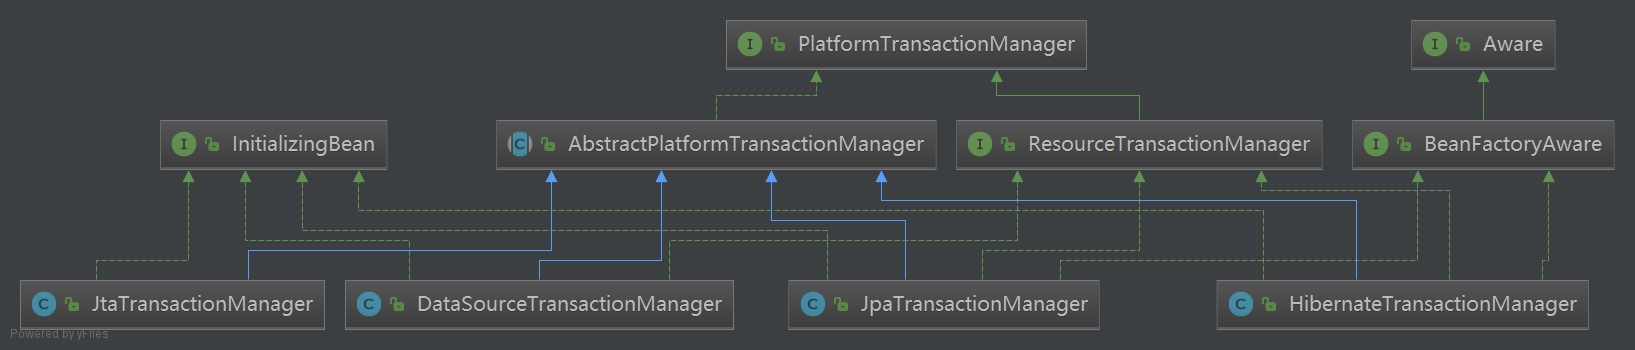 I PlatformTransactionManager
I Aware
I InitializingBean
C AbstractPlatformTransactionManager
I ResourceTransactionManager
I BeanFactoryAware
C JtaTransactionManager
C DataSourceTransactionManager
C JpaTransactionManager
C HibernateTransactionManager
Powered by yFiles